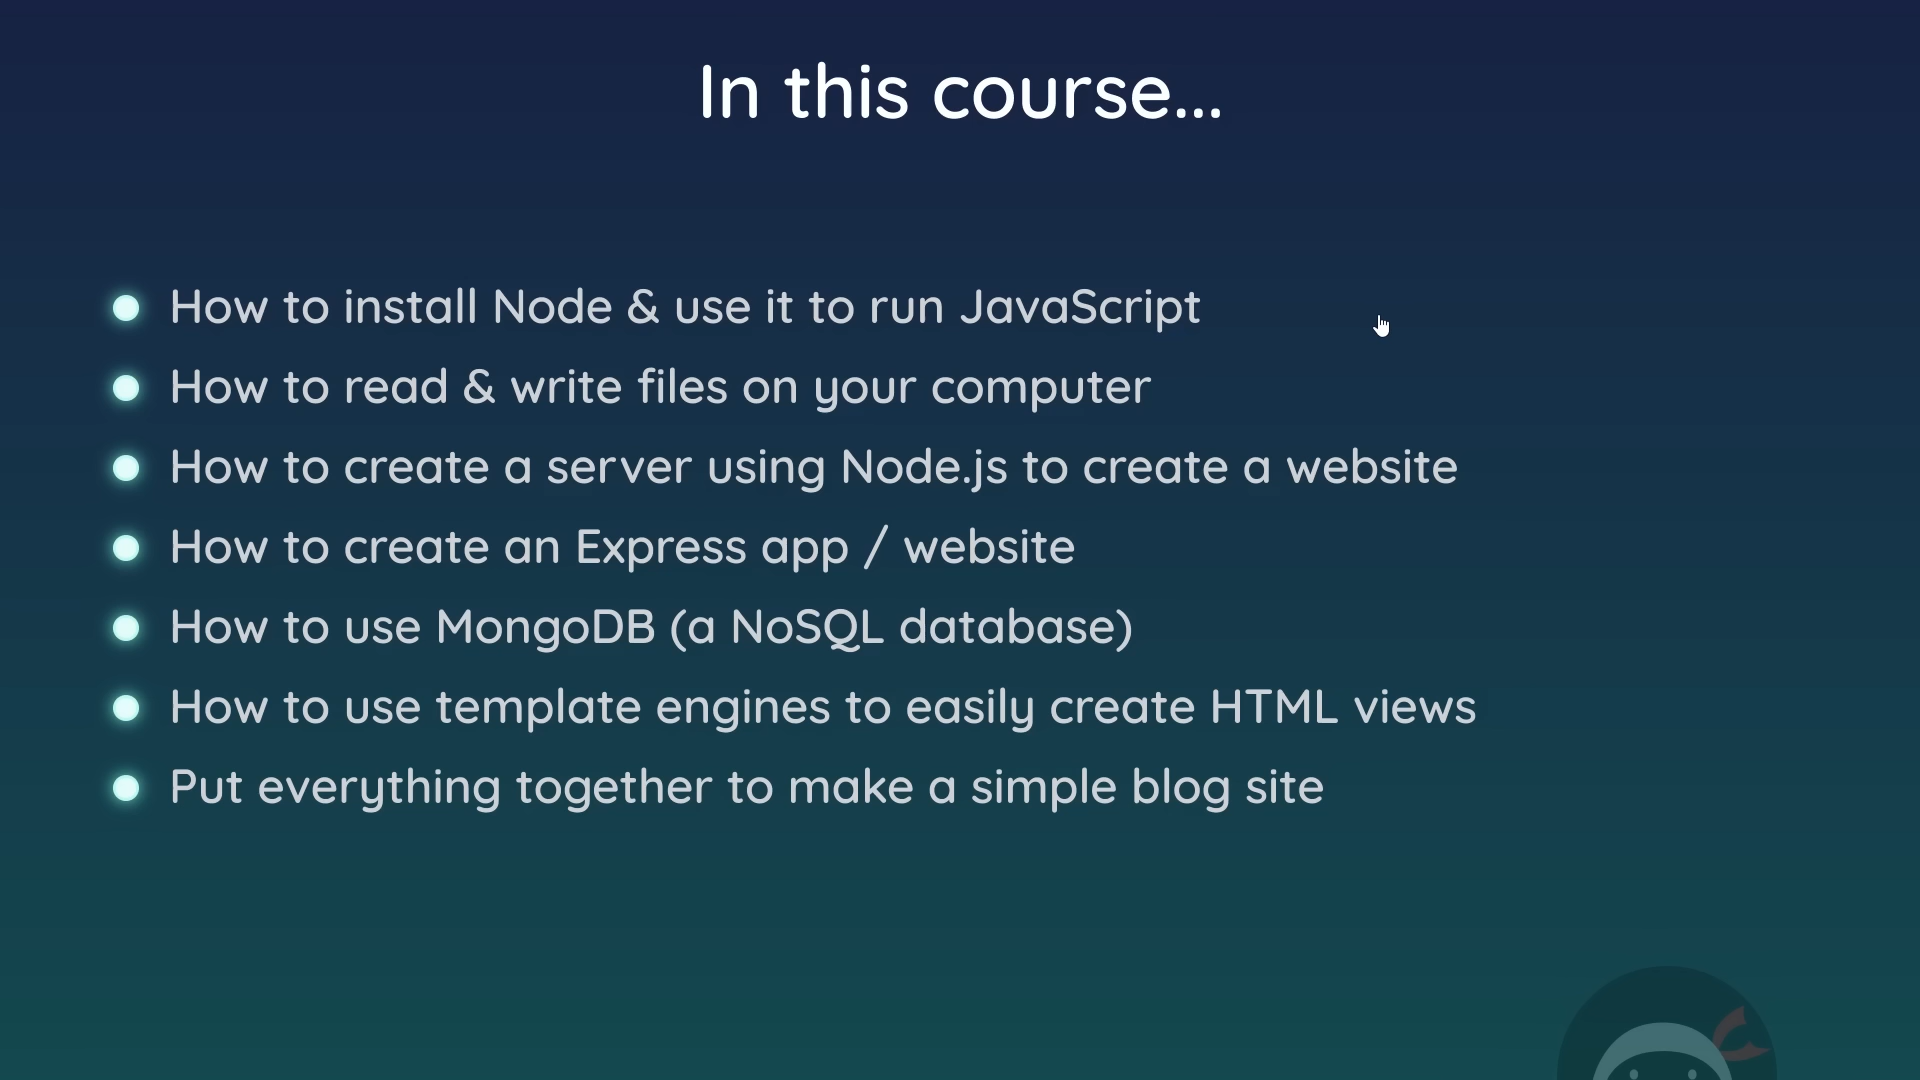 In this course...
How to install Node & use it to run JavaScript
How to read & write files on your computer
How to create a server using Node.js to create a website
How to create an Express app / website
How to use MongoDB (a NoSQL database)
How to use template engines to easily create HTML views
Put everything together to make a simple blog site